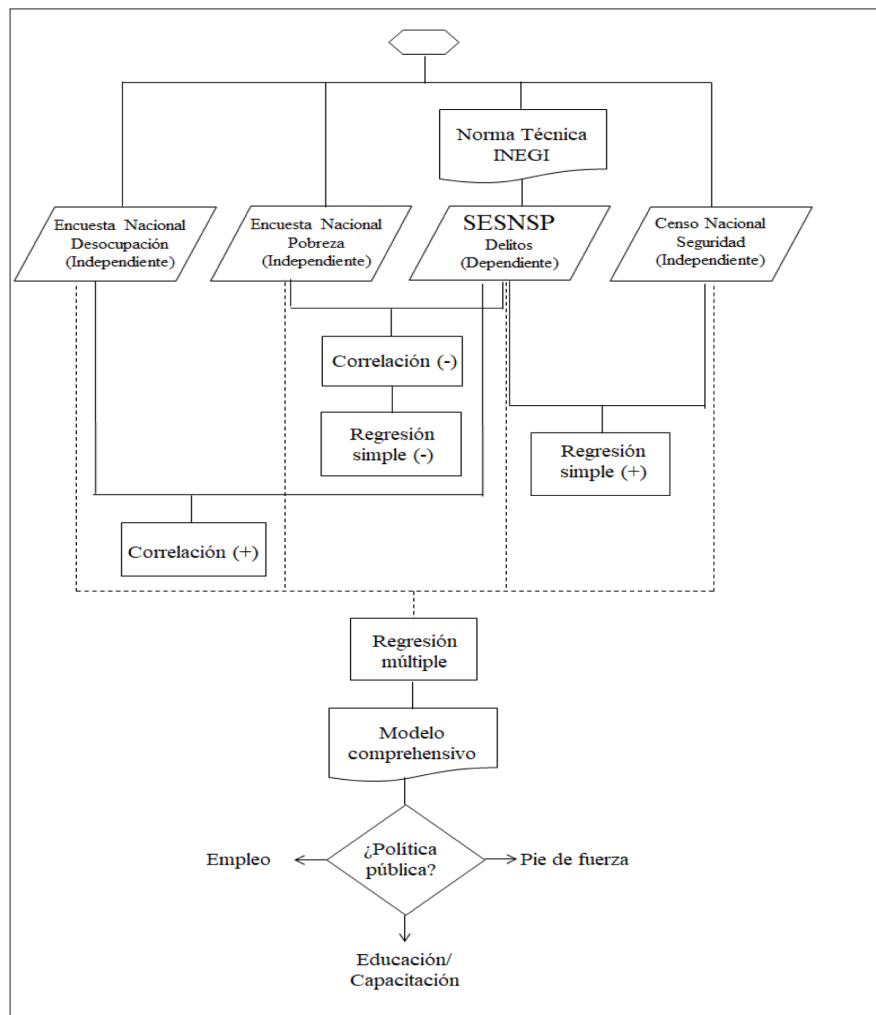 Norma Técnica
INEGI
Encuesta Nacional
Desocupación
(Independiente)
Encuesta Nacional
Pobreza
(Independiente)
SESNSP
Delitos
(Dependiente)
Censo Nacional
Seguridad
(Independiente)
Correlación (-)
Regresión
simple (-)
Regresión
simple (+)
Correlación (+)
Regresión
múltiple
Modelo
comprehensivo
¿Política
pública?
Empleo
Pie de fuerza
Educación/
Capacitación